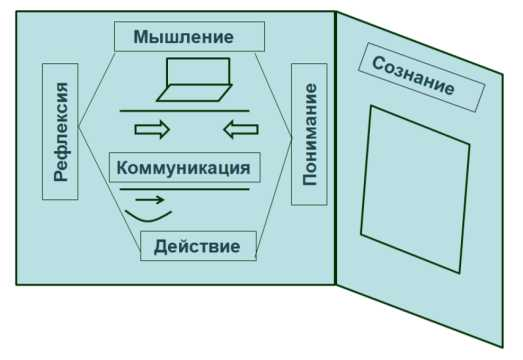 Мышление
Сознание
Рефлексия
Понимание
Коммуникация
Действие